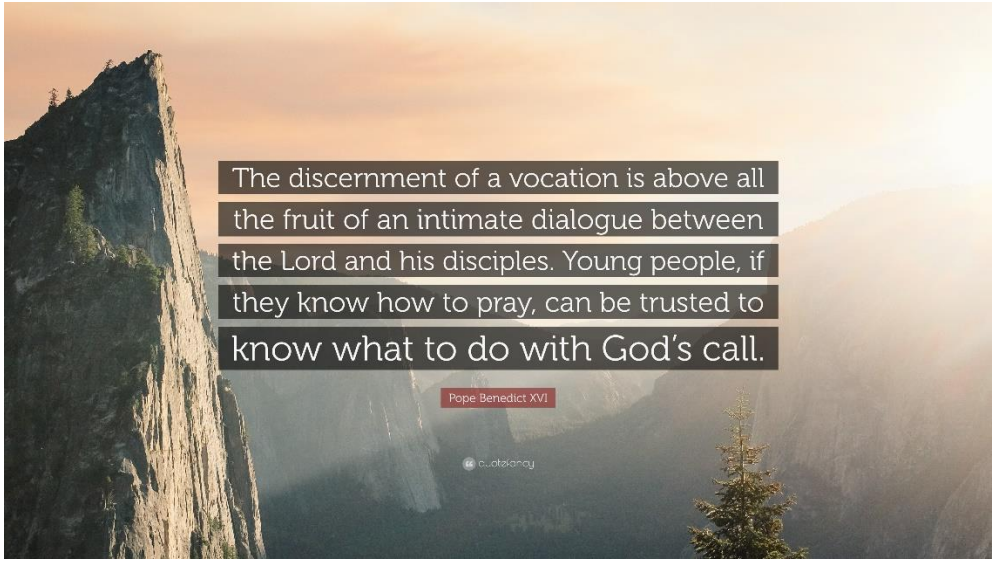 The discernment of a vocation is above all
the fruit of an intimate dialogue between
the Lord and his disciples. Young people, if
they know how to pray, can be trusted to
know what to do with God's call.
Pope Benedict XVI
quotefancy